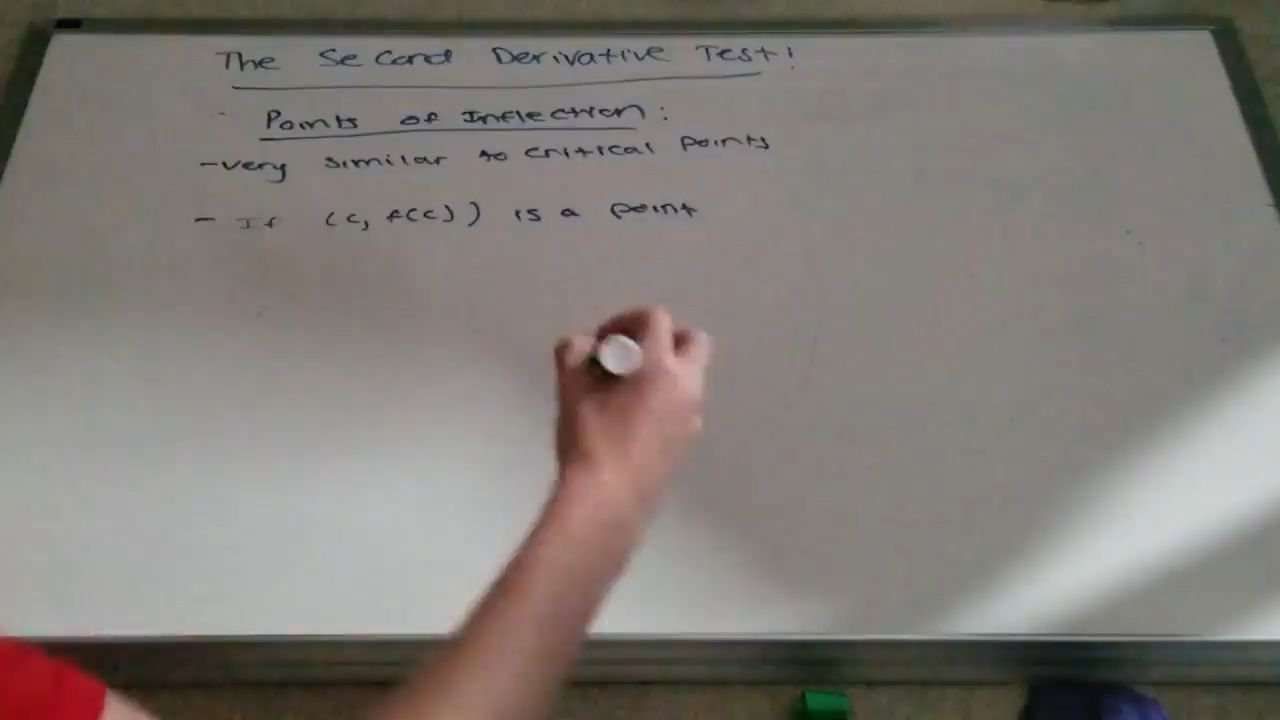 The Second Derivative Test!
Points of Inflection:
- very similar to critical points
- If (c, f(c)) is a point